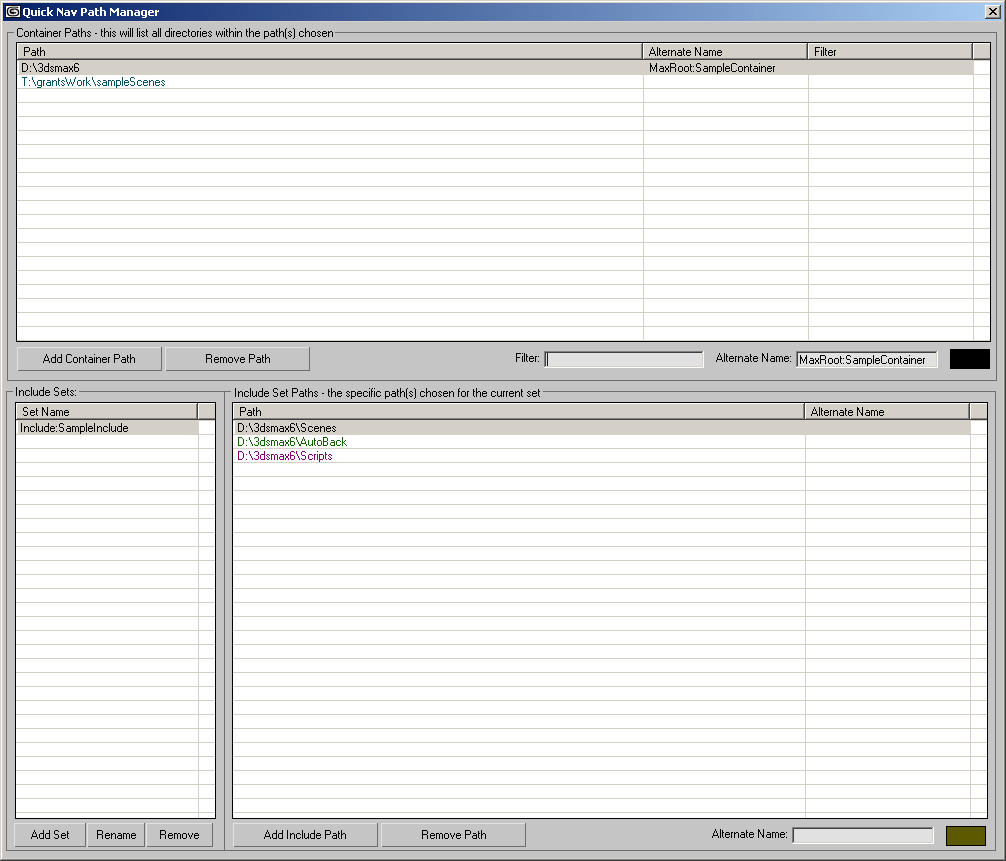 Quick Nav Path Manager
Container Paths - this will list all directories within the path(s) chosen
Path Alternate Name Filter
D:\3dsmax6 MaxRoot:SampleContainer
T:\grantsWork\sampleScenes
Add Container Path Remove Path Filter: Alternate Name: MaxRoot:SampleContainer
Include Sets: Include Set Paths - the specific path(s) chosen for the current set
Set Name Path Alternate Name
Include:SampleInclude D:\3dsmax6\Scenes
D:\3dsmax6\AutoBack
D:\3dsmax6\Scripts
Add Set Rename Remove Add Include Path Remove Path Alternate Name: